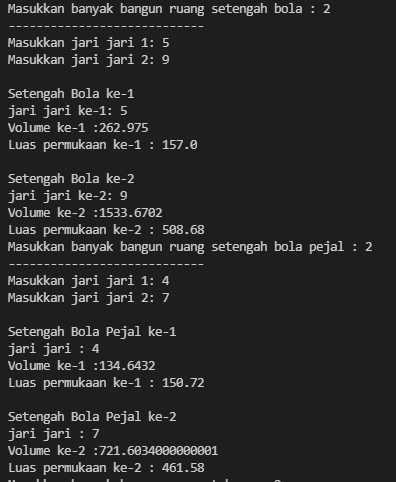 Masukkan banyak bangun ruang setengah bola : 2
----------------------------
Masukkan jari jari 1: 5
Masukkan jari jari 2: 9
Setengah Bola ke-1
jari jari ke-1: 5
Volume ke-1 :262.975
Luas permukaan ke-1 : 157.0
Setengah Bola ke-2
jari jari ke-2: 9
Volume ke-2 :1533.6702
Luas permukaan ke-2 : 508.68
Masukkan banyak bangun ruang setengah bola pejal : 2
----------------------------
Masukkan jari jari 1: 4
Masukkan jari jari 2: 7
Setengah Bola Pejal ke-1
jari jari : 4
Volume ke-1 :134.6432
Luas permukaan ke-1 : 150.72
Setengah Bola Pejal ke-2
jari jari : 7
Volume ke-2 :721.6034000000001
Luas permukaan ke-2 : 461.58